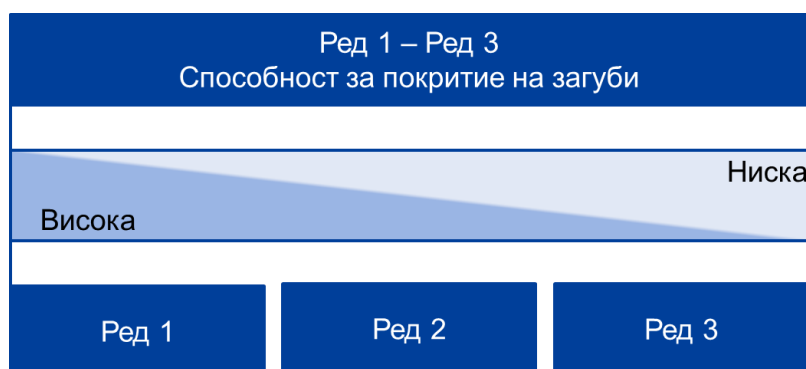 Ред 1 – Ред 3
Способност за покритие на загуби
Ниска
Висока
Ред 1
Ред 2
Ред 3